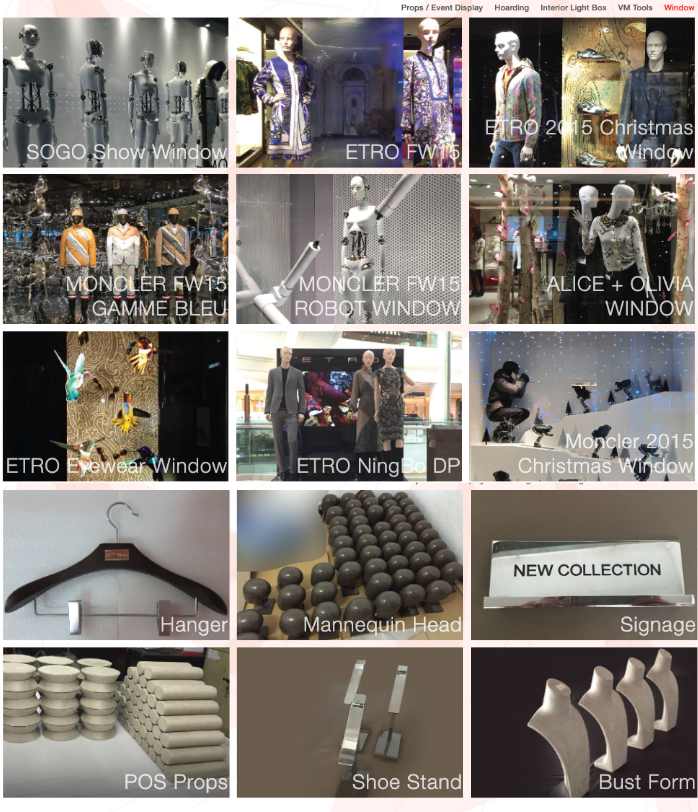 Props / Event Display Hoarding Interior Light Box VM Tools Window
SOGO Show Window
ETRO FW15
ETRO 2015 Christmas
Window
MONCLER FW15
GAMME BLEU
MONCLER FW15
ROBOT WINDOW
ALICE + OLIVIA
WINDOW
ETRO Eyewear Window
ETRO
ETRO NingBo DP
Moncler 2015
Christmas Window
Hanger
Mannequin Head
NEW COLLECTION
Signage
POS Props
Shoe Stand
Bust Form